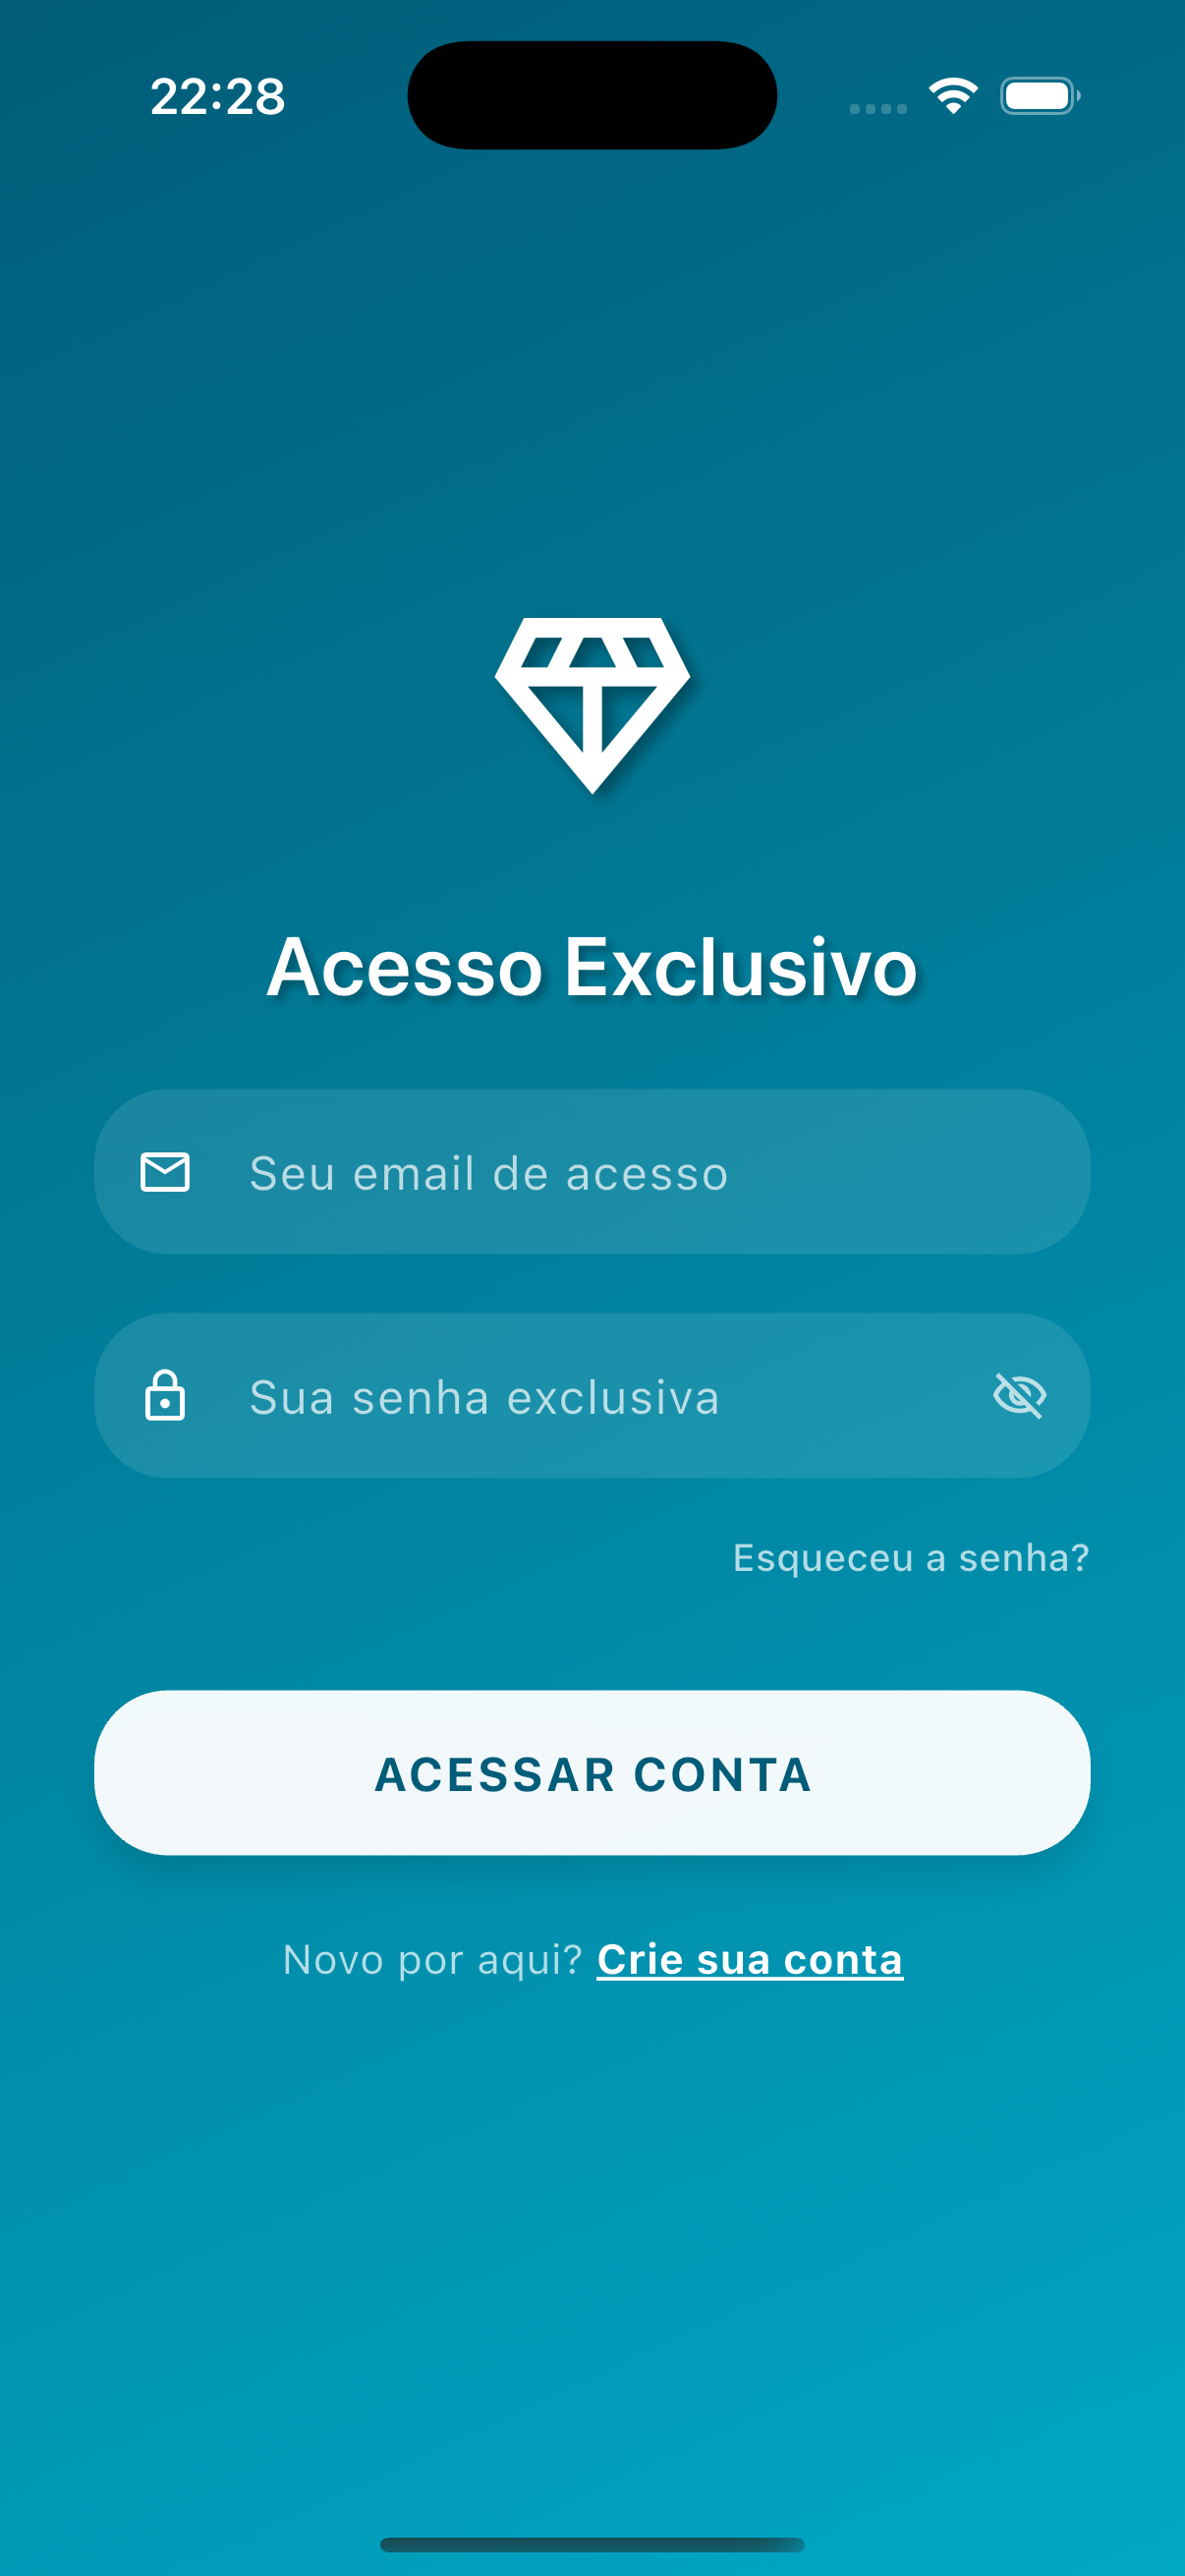 22:28
Acesso Exclusivo
Seu email de acesso
Sua senha exclusiva
Esqueceu a senha?
ACESSAR CONTA
Novo por aqui? Crie sua conta